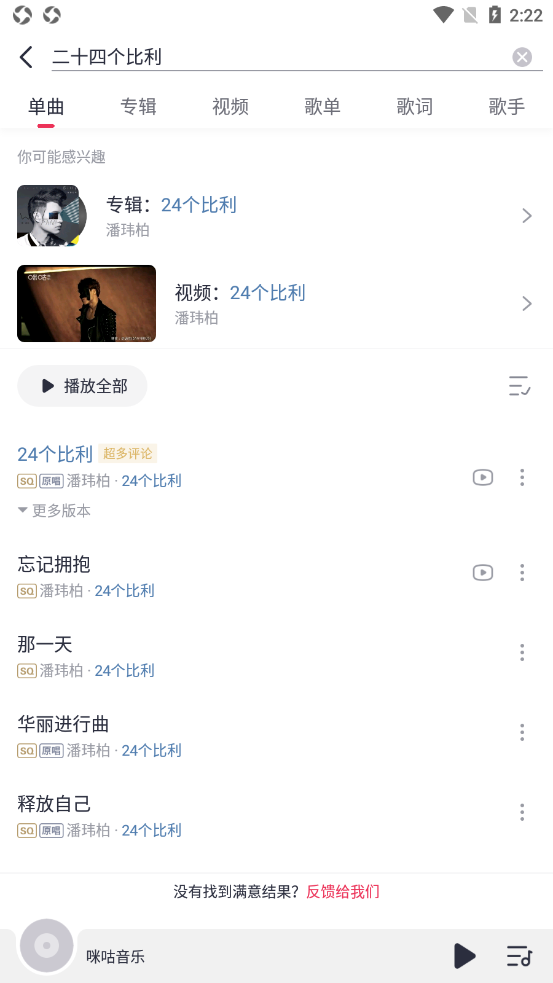 2:22
二十四个比利
单曲 专辑 视频 歌单 歌词 歌手
你可能感兴趣
专辑：24个比利
潘玮柏
视频：24个比利
潘玮柏
播放全部
24个比利 超多评论
SQ 原唱 潘玮柏 · 24个比利
更多版本
忘记拥抱
SQ 潘玮柏 · 24个比利
那一天
SQ 潘玮柏 · 24个比利
华丽进行曲
SQ 原唱 潘玮柏 · 24个比利
释放自己
SQ 原唱 潘玮柏 · 24个比利
没有找到满意结果？反馈给我们
咪咕音乐